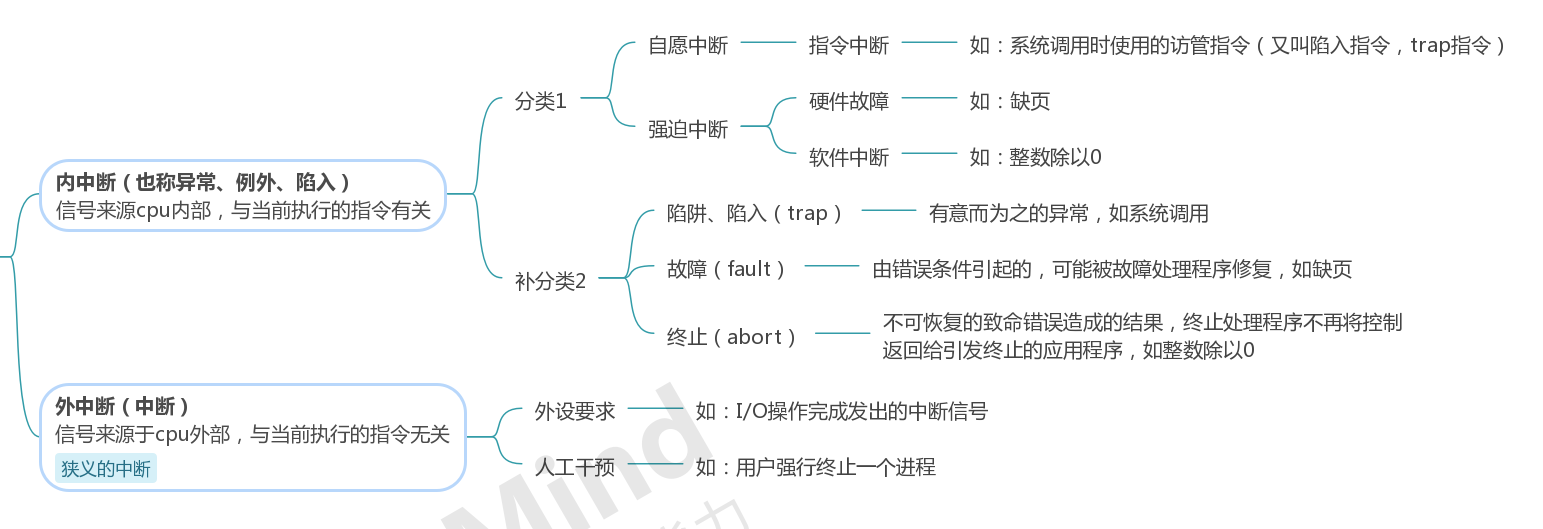 自愿中断
指令中断
如：系统调用时使用的访管指令（又叫陷入指令，trap指令）
分类1
强迫中断
硬件故障
如：缺页
软件中断
如：整数除以0
内中断（也称异常、例外、陷入）
信号来源cpu内部，与当前执行的指令有关
补分类2
陷阱、陷入（trap）
有意而为之的异常，如系统调用
故障（fault）
由错误条件引起的，可能被故障处理程序修复，如缺页
终止（abort）
不可恢复的致命错误造成的结果，终止处理程序不再将控制
返回给引发终止的应用程序，如整数除以0
外中断（中断）
信号来源于cpu外部，与当前执行的指令无关
狭义的中断
外设要求
如：I/O操作完成发出的中断信号
人工干预
如：用户强行终止一个进程
Mind